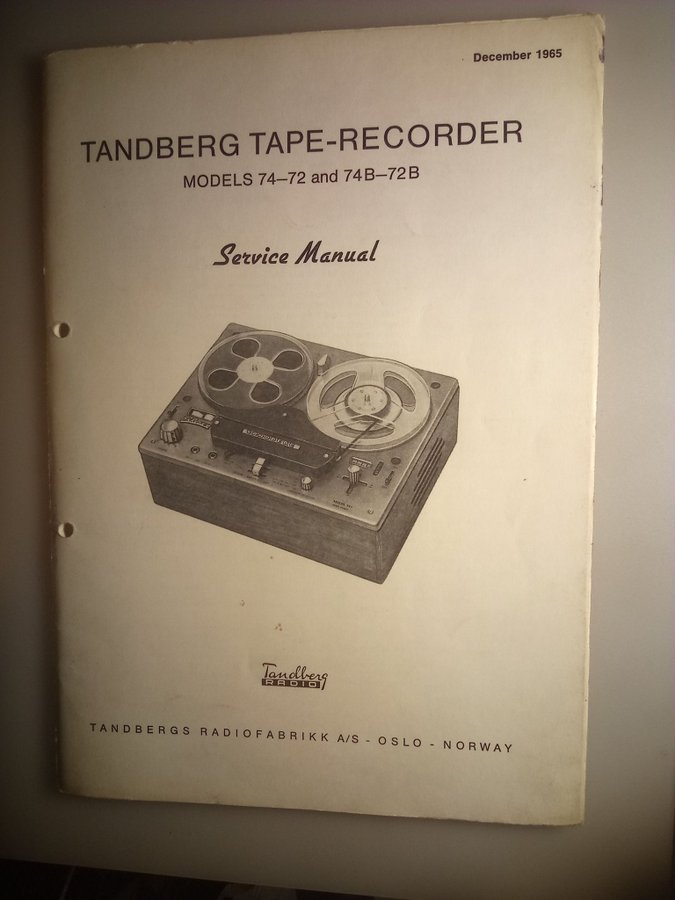 December 1965
TANDBERG TAPE-RECORDER
MODELS 74–72 and 74B–72B
Service Manual
Tandberg
RADIO
TANDBERGS RADIOFABRIKK A/S - OSLO - NORWAY